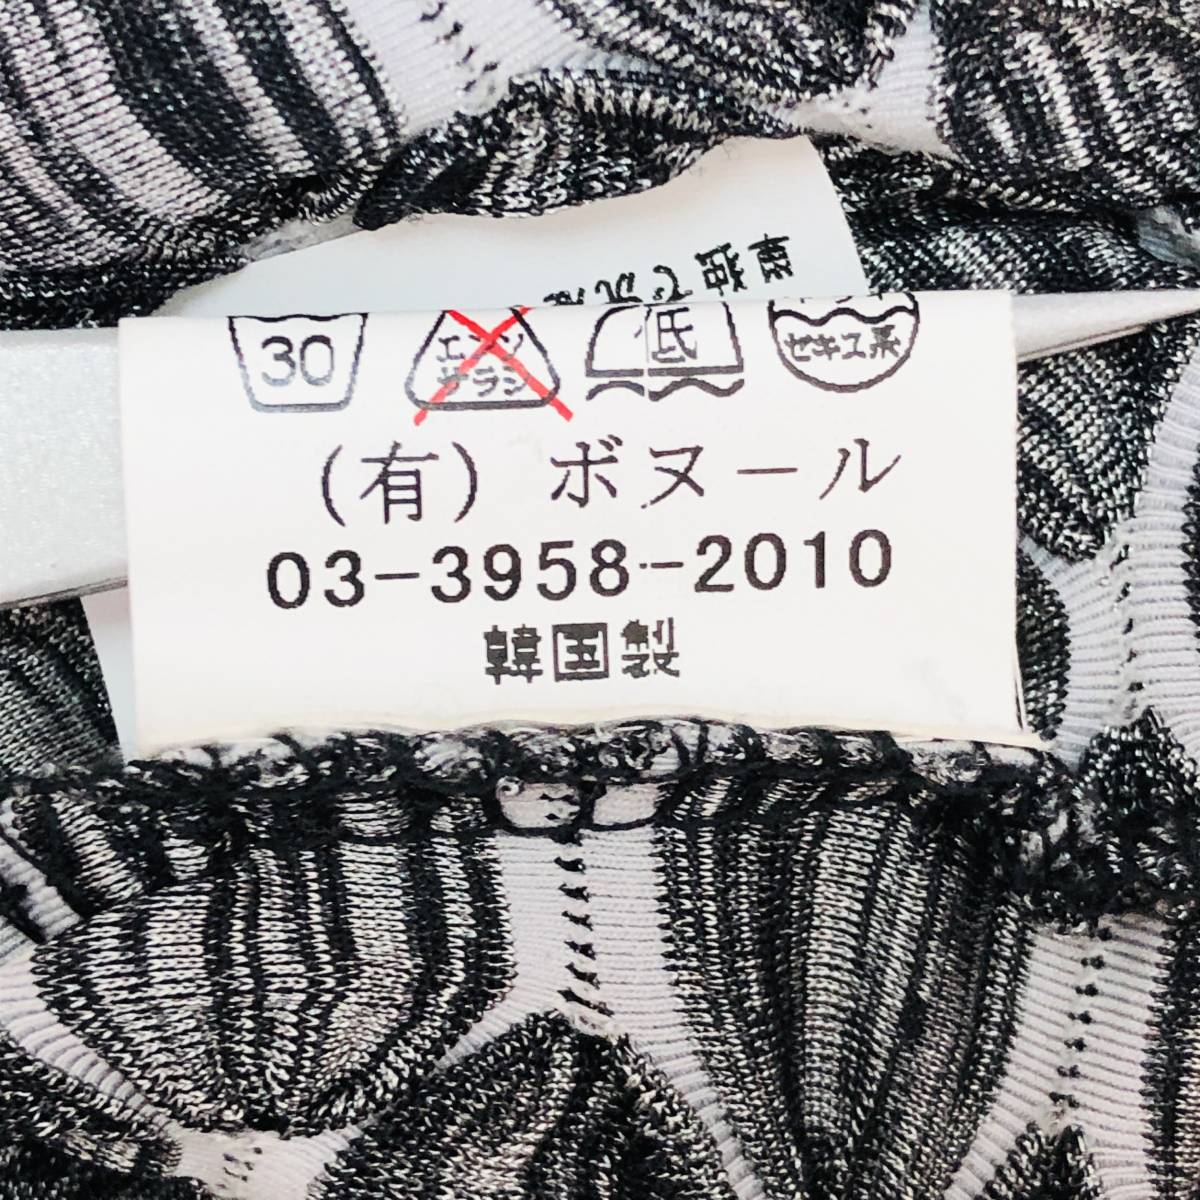 30 エンソ 低 セキユ系
サラシ
(有) ボヌール
03-3958-2010
韓国製